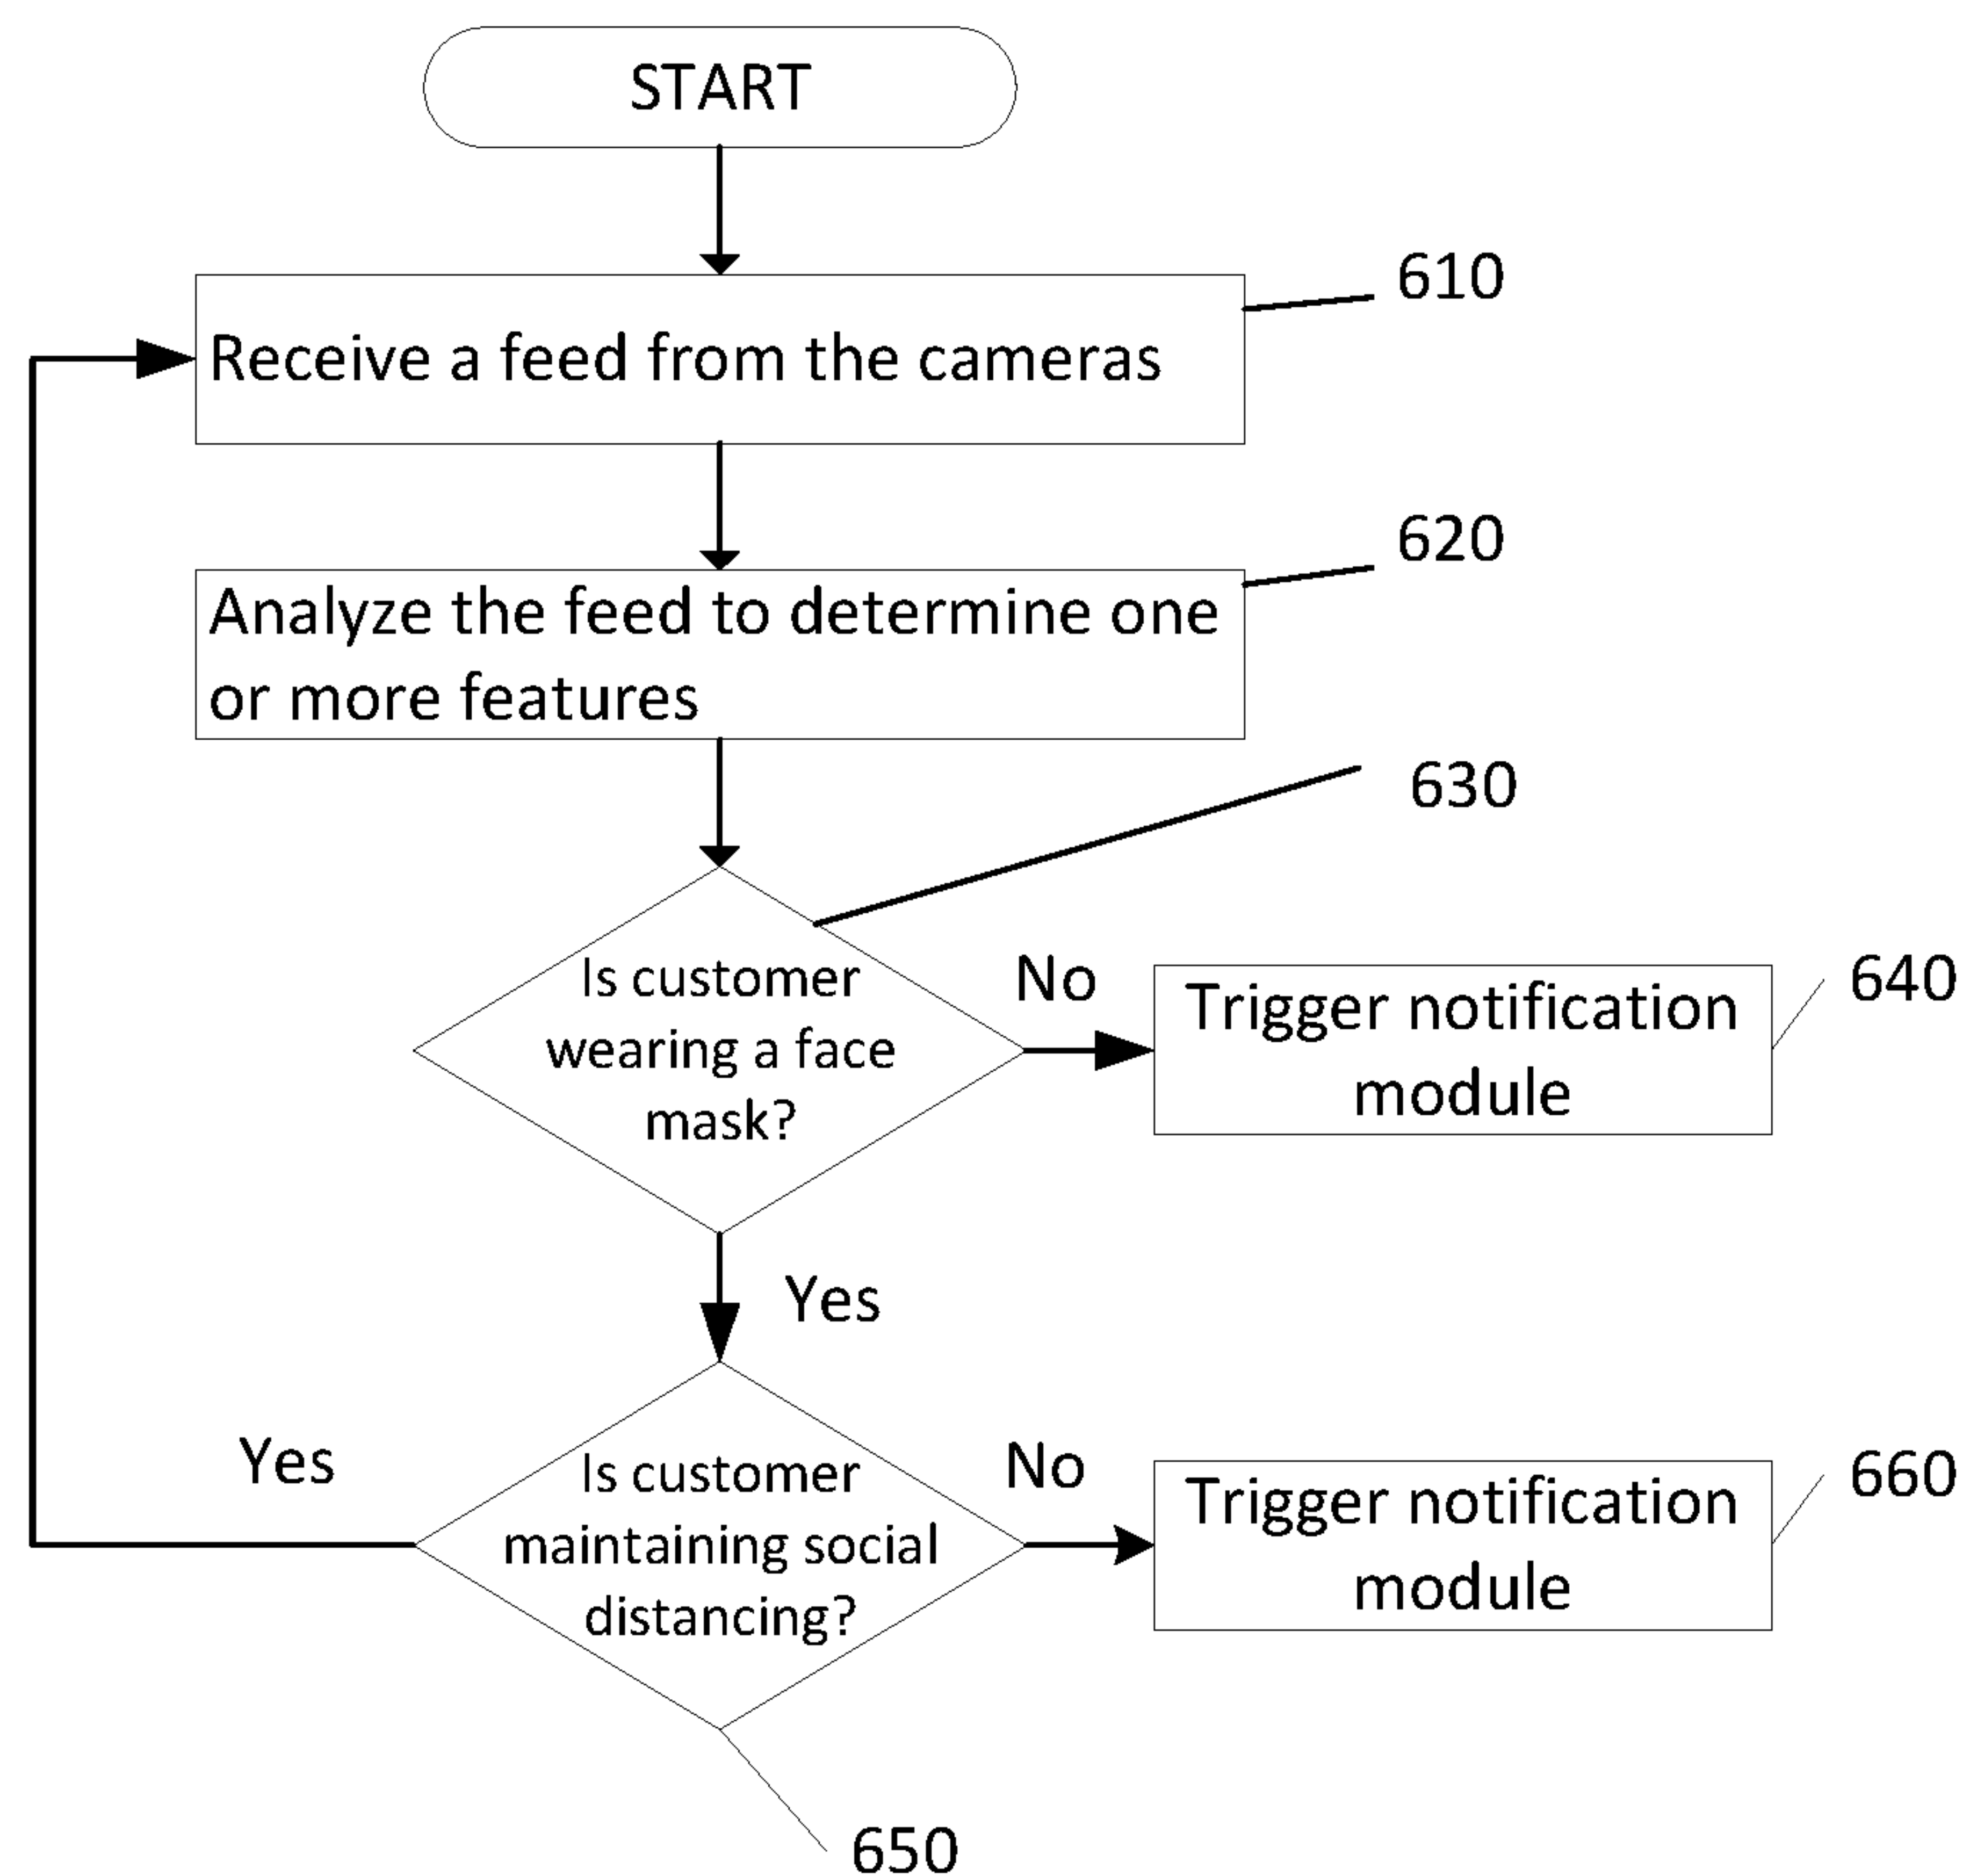 START
610
Receive a feed from the cameras
620
Analyze the feed to determine one
or more features
630
Is customer
wearing a face
mask?
No
Trigger notification
module
640
Yes
Yes
Is customer
maintaining social
distancing?
No
Trigger notification
module
660
650